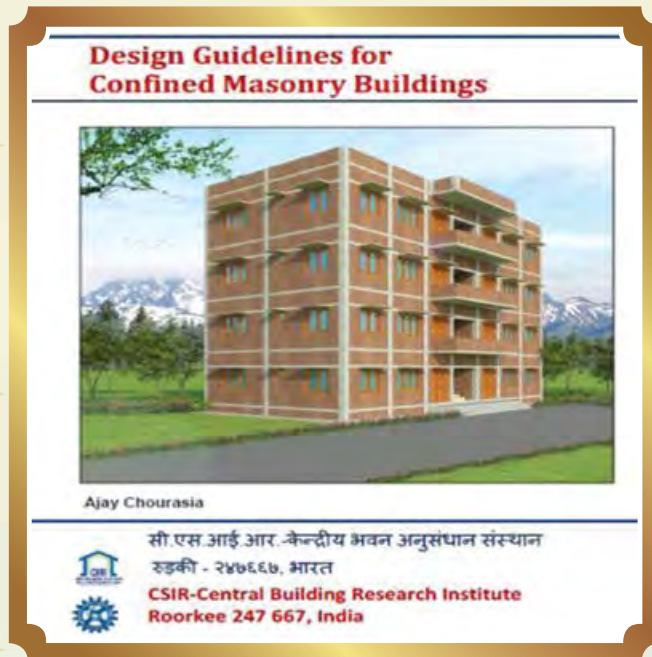 Design Guidelines for
Confined Masonry Buildings
Ajay Chourasia
सी.एस.आई.आर.-केन्द्रीय भवन अनुसंधान संस्थान
रुड़की - २४७६६७, भारत
CSIR-Central Building Research Institute
Roorkee 247 667, India